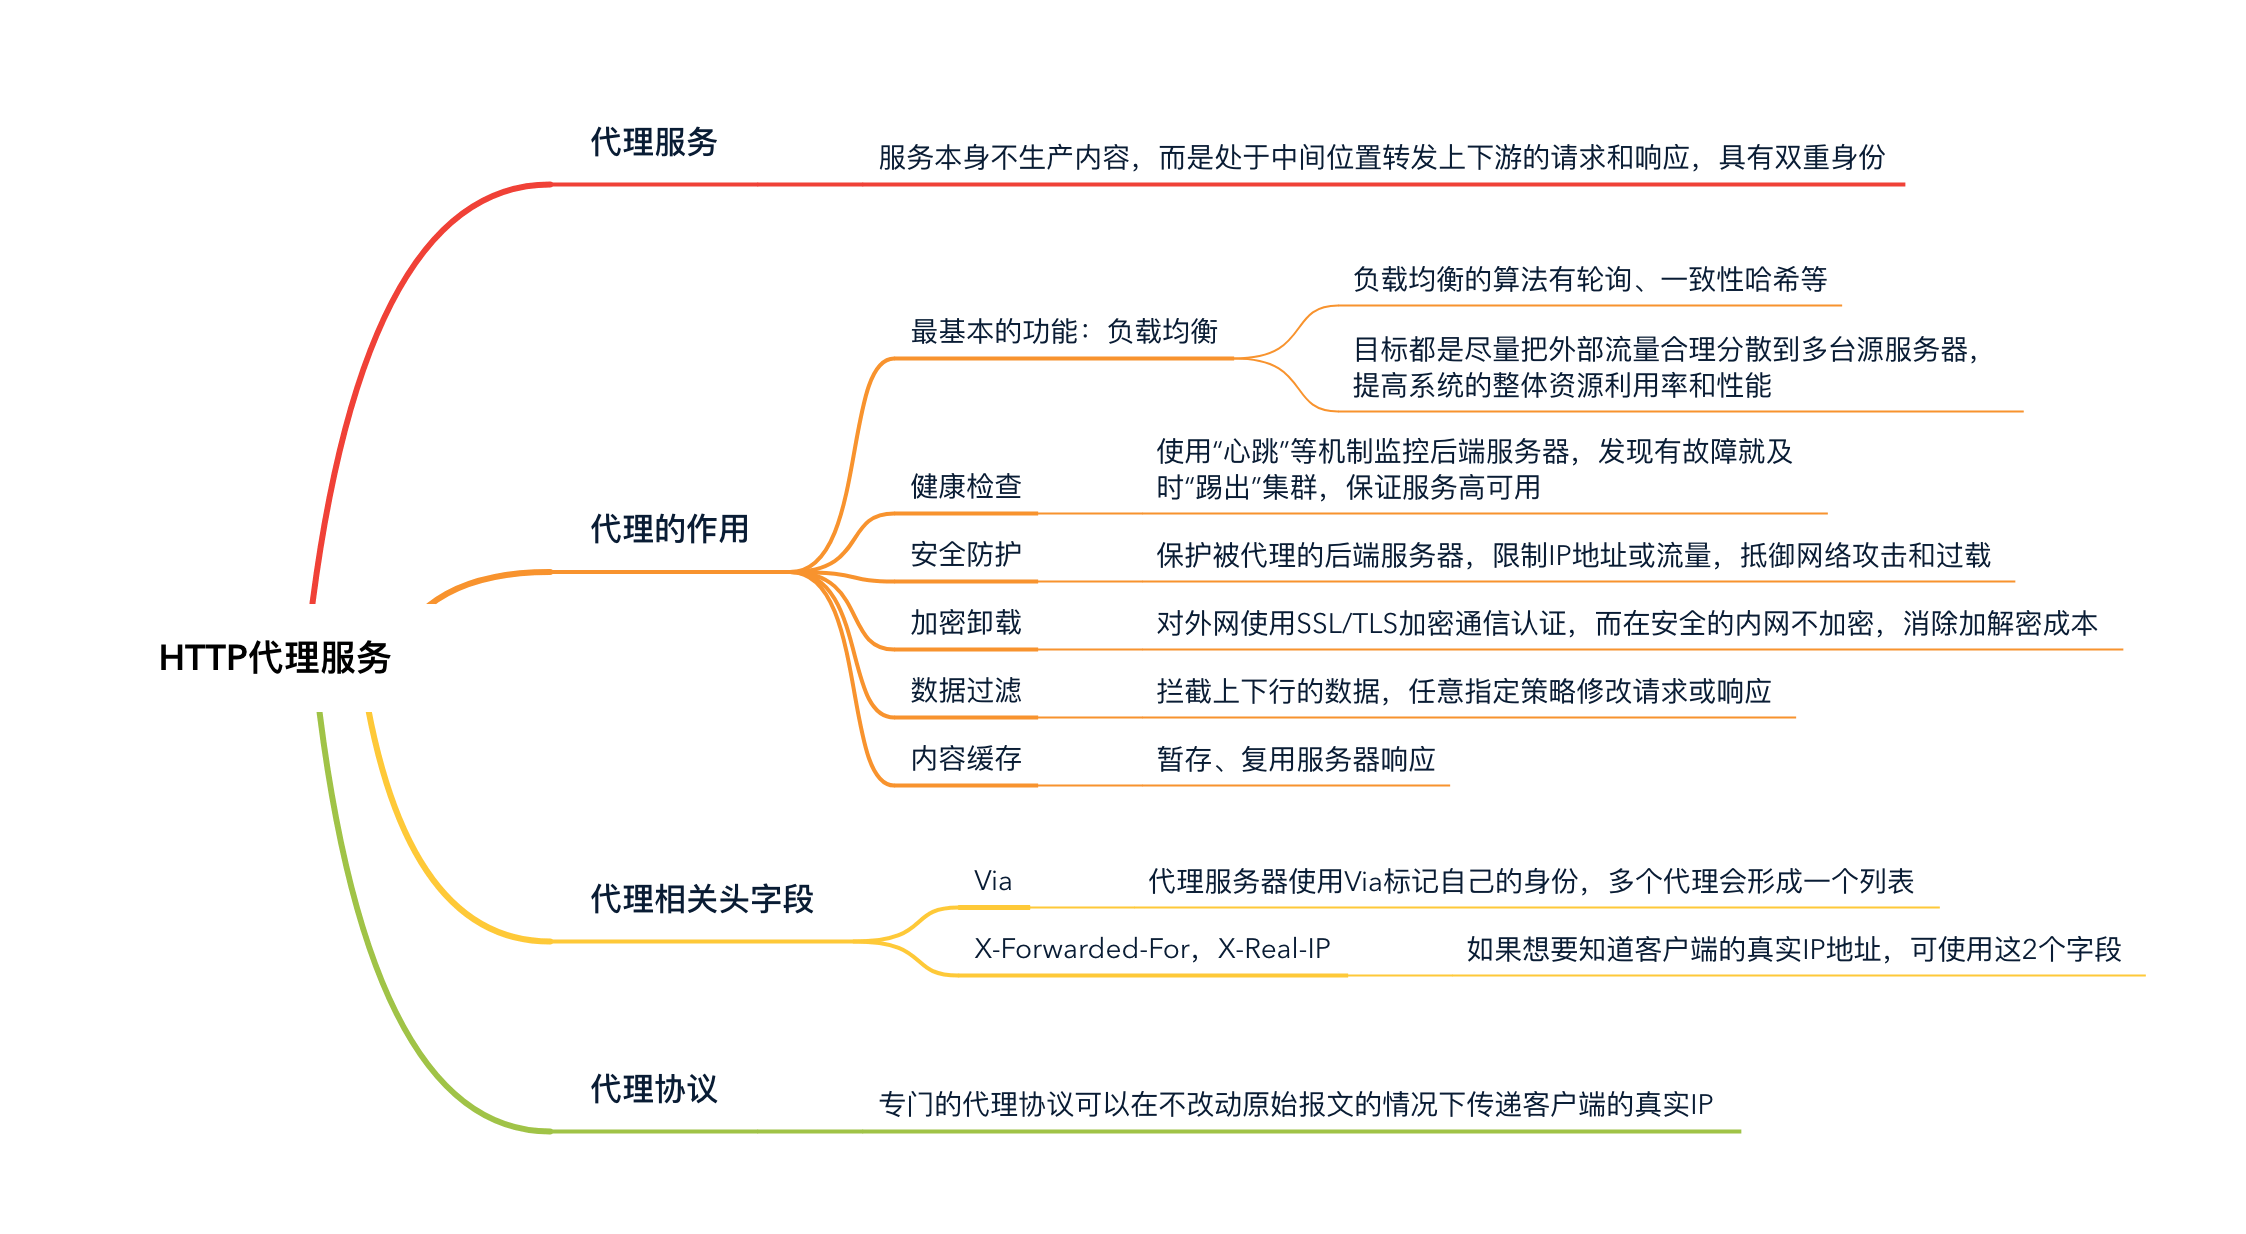 代理服务
服务本身不生产内容，而是处于中间位置转发上下游的请求和响应，具有双重身份
负载均衡的算法有轮询、一致性哈希等
最基本的功能：负载均衡
目标都是尽量把外部流量合理分散到多台源服务器，
提高系统的整体资源利用率和性能
使用“心跳”等机制监控后端服务器，发现有故障就及
时“踢出”集群，保证服务高可用
健康检查
代理的作用
安全防护
保护被代理的后端服务器，限制IP地址或流量，抵御网络攻击和过载
加密卸载
对外网使用SSL/TLS加密通信认证，而在安全的内网不加密，消除加解密成本
HTTP代理服务
数据过滤
拦截上下行的数据，任意指定策略修改请求或响应
内容缓存
暂存、复用服务器响应
代理相关头字段
Via
代理服务器使用Via标记自己的身份，多个代理会形成一个列表
X-Forwarded-For，X-Real-IP
如果想要知道客户端的真实IP地址，可使用这2个字段
代理协议
专门的代理协议可以在不改动原始报文的情况下传递客户端的真实IP